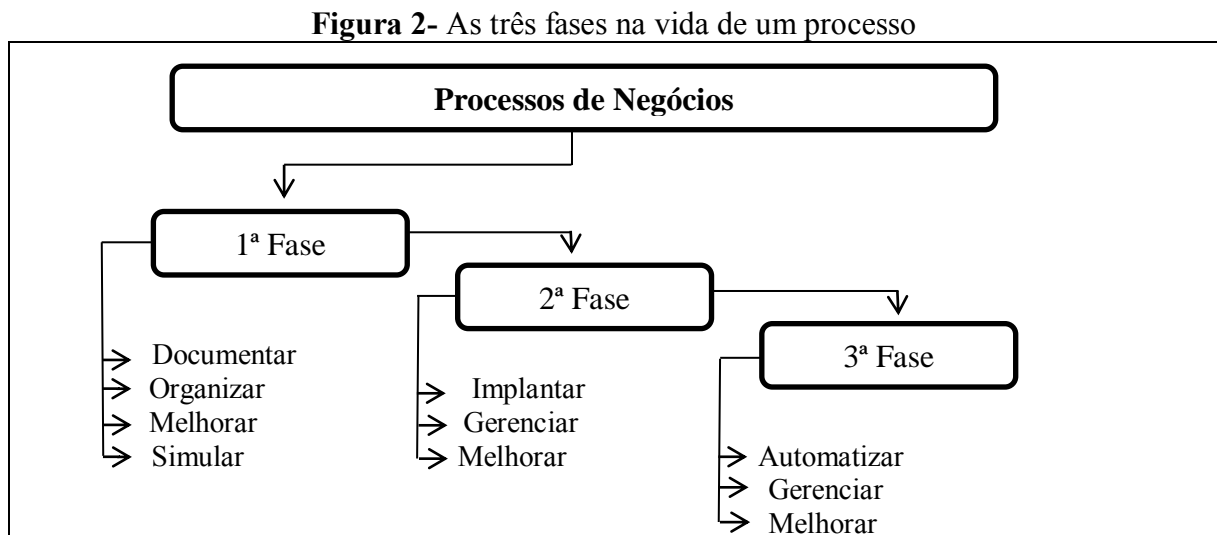 Figura 2- As três fases na vida de um processo
Processos de Negócios
1ª Fase
Documentar
Organizar
Melhorar
Simular
2ª Fase
Implantar
Gerenciar
Melhorar
3ª Fase
Automatizar
Gerenciar
Melhorar